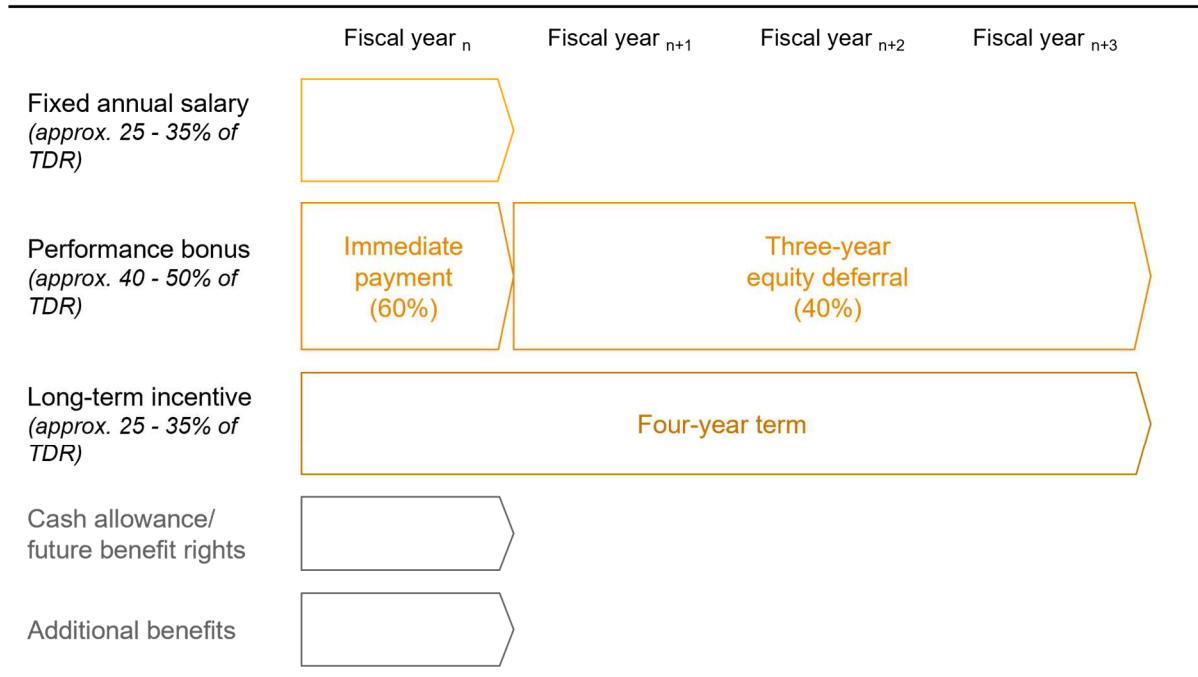 Fiscal year n Fiscal year n+1 Fiscal year n+2 Fiscal year n+3
Fixed annual salary
(approx. 25 - 35% of
TDR)
Performance bonus
(approx. 40 - 50% of
TDR)
Immediate
payment
(60%)
Three-year
equity deferral
(40%)
Long-term incentive
(approx. 25 - 35% of
TDR)
Four-year term
Cash allowance/
future benefit rights
Additional benefits